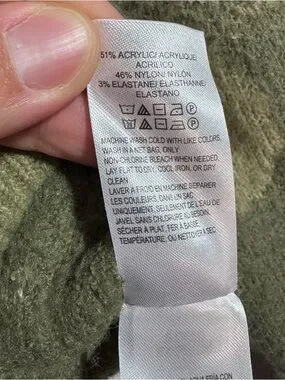 51% ACRYLIC/ ACRYLIQUE
ACRILICO
46% NYLON/ NYLÓN
3% ELASTANE/ ÉLASTHANNE/
ELASTANO
MACHINE WASH COLD WITH LIKE COLORS,
WASH IN A NET BAG, ONLY
NON-CHLORINE BLEACH WHEN NEEDED,
LAY FLAT TO DRY, COOL IRON, OR DRY
CLEAN
LAVER À FROID EN MACHINE SEPARER
LES COULEURS, DANS UN SAC
UNIQUEMENT, SEULEMENT DE L'EAU DE
JAVEL SANS CHLORURE AU BESOIN,
SÉCHER À PLAT, FER A BASSE
TEMPÉRATURE, OU NETTOYER A SEC
CON